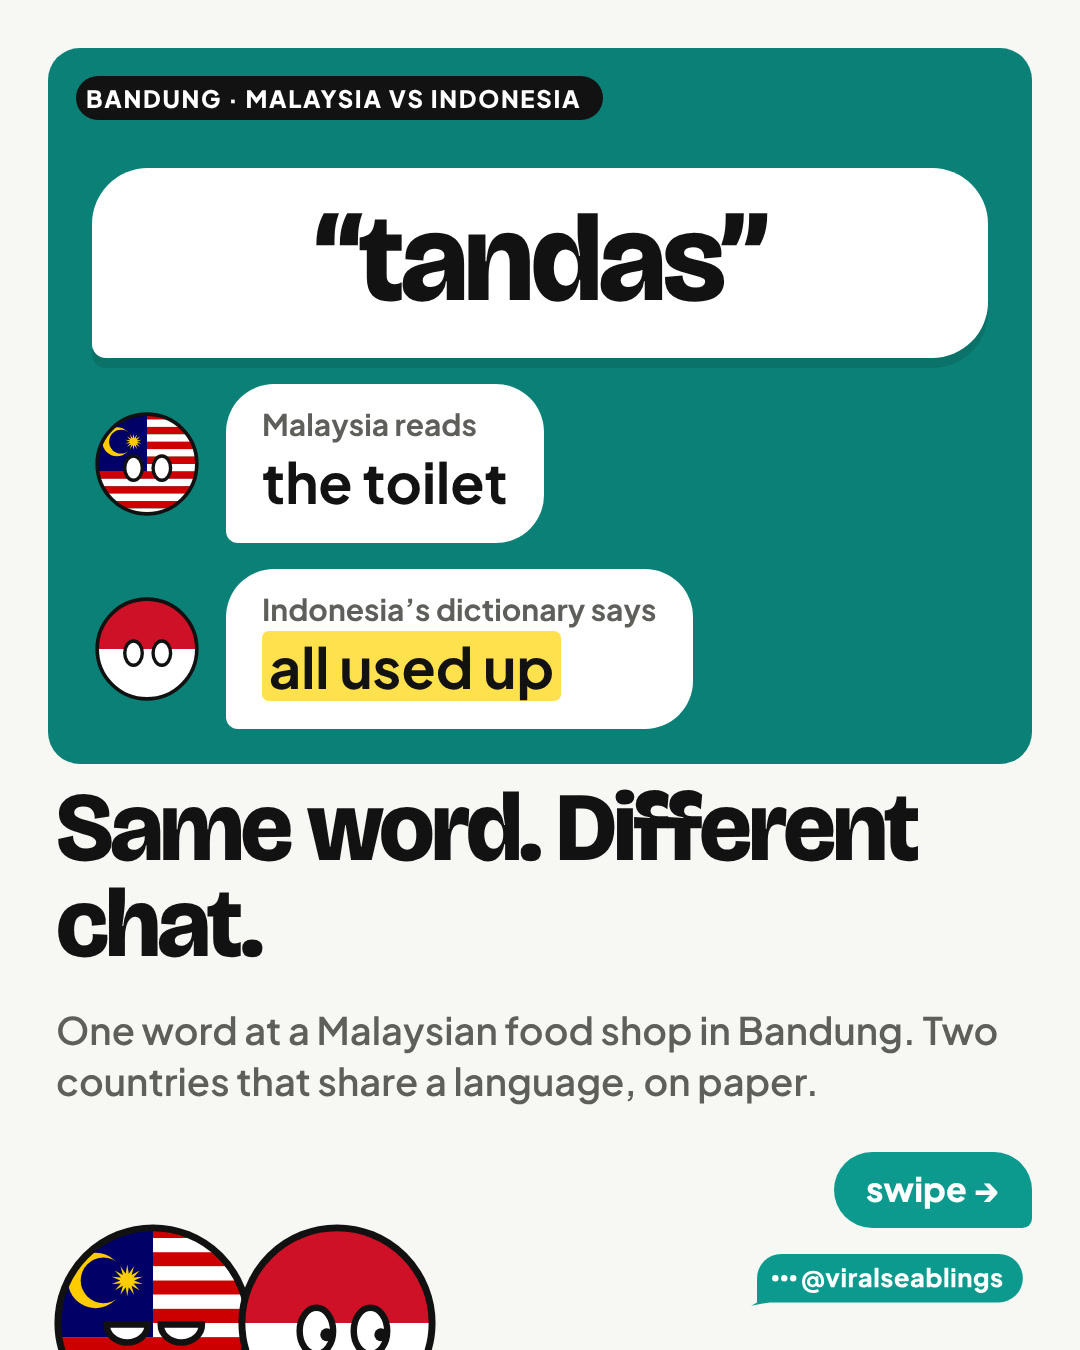 BANDUNG · MALAYSIA VS INDONESIA
“tandas”
Malaysia reads
the toilet
Indonesia’s dictionary says
all used up
Same word. Different
chat.
One word at a Malaysian food shop in Bandung. Two
countries that share a language, on paper.
swipe →
@viralseablings